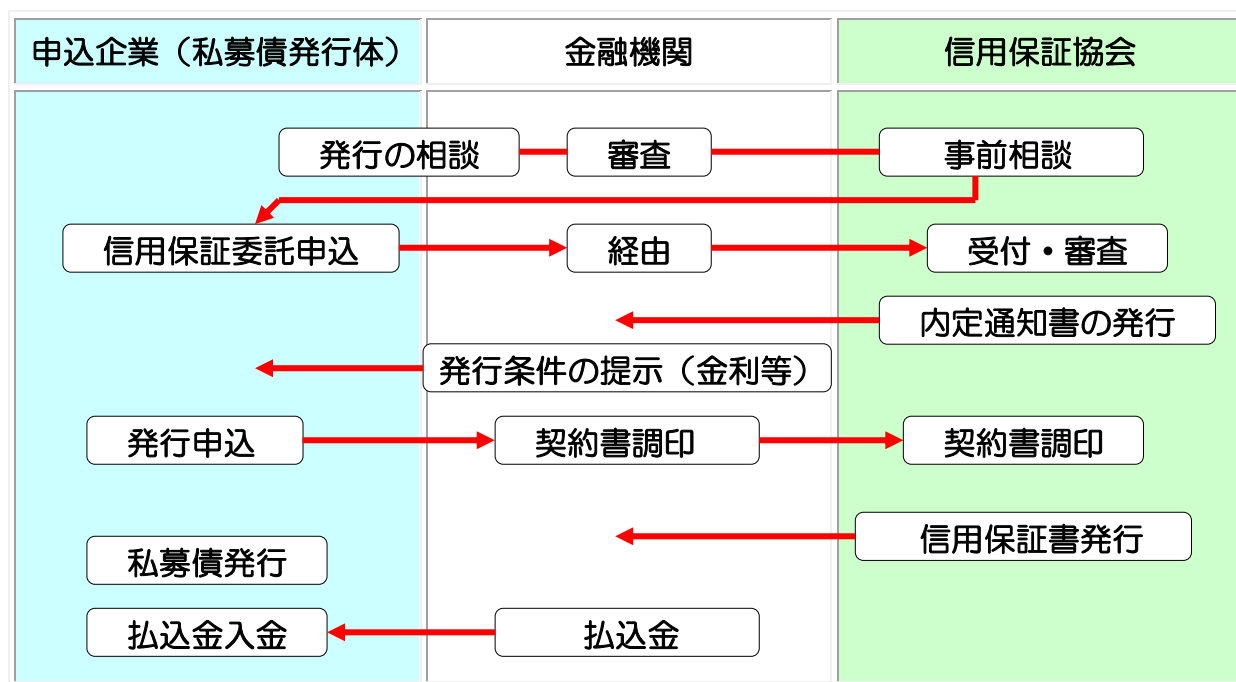 申込企業（私募債発行体）
金融機関
信用保証協会
発行の相談
審査
事前相談
信用保証委託申込
経由
受付・審査
内定通知書の発行
発行条件の提示（金利等）
発行申込
契約書調印
契約書調印
信用保証書発行
私募債発行
払込金入金
払込金